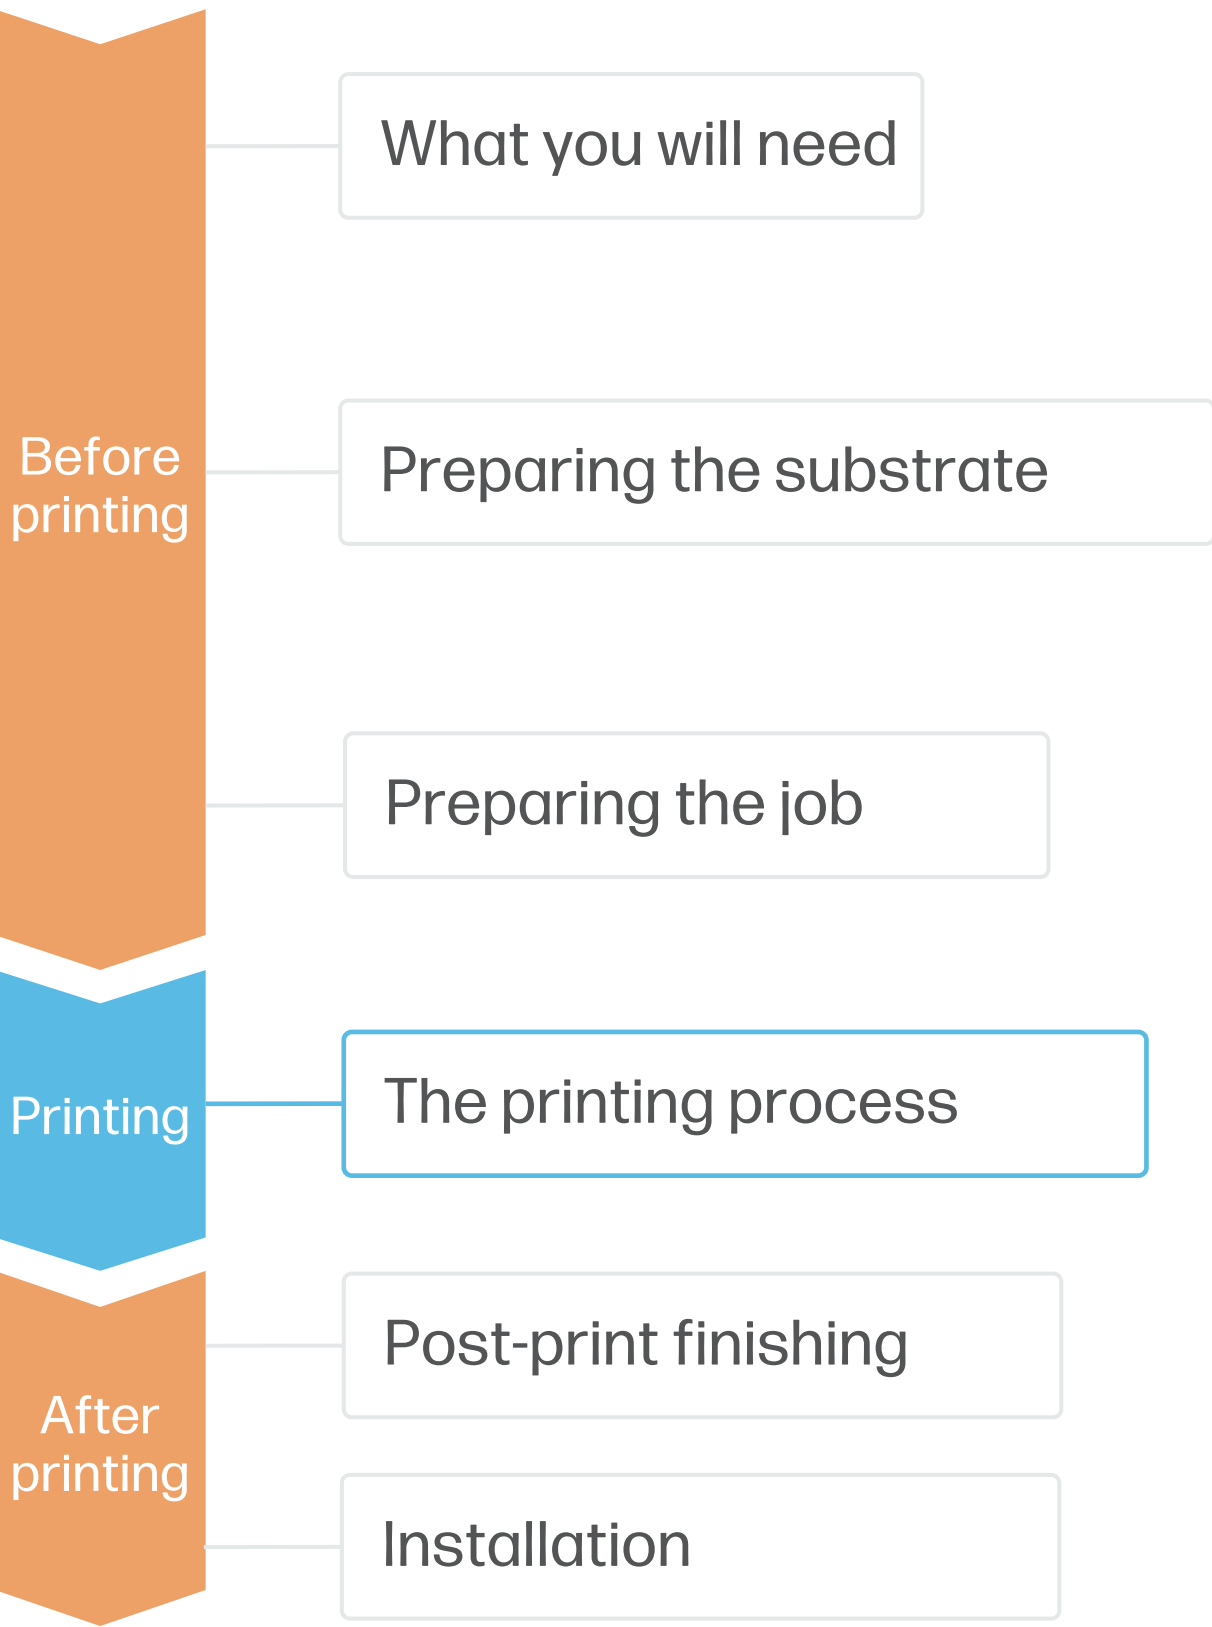 What you will need
Before
printing
Preparing the substrate
Preparing the job
Printing
The printing process
After
printing
Post-print finishing
Installation